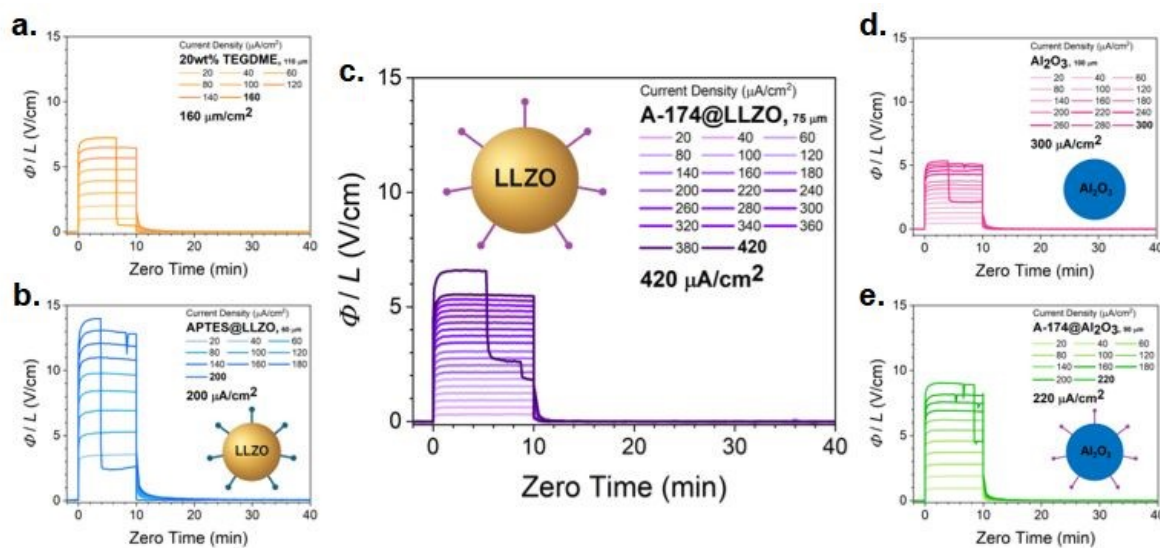 a.
Current Density (μA/cm²)
20wt% TEGDME, 110 μm
20 40 60
80 100 120
140 160
160 μm/cm²
15
10
5
0
Φ / L (V/cm)
0 10 20 30 40
Zero Time (min)
b.
Current Density (μA/cm²)
APTES@LLZO, 60 μm
20 40 60
80 100 120
140 160 180
200
200 μA/cm²
LLZO
15
10
5
0
Φ / L (V/cm)
0 10 20 30 40
Zero Time (min)
c.
Current Density (μA/cm²)
A-174@LLZO, 75 μm
20 40 60
80 100 120
140 160 180
200 220 240
260 280 300
320 340 360
380 420
420 μA/cm²
LLZO
15
10
5
0
Φ / L (V/cm)
0 10 20 30 40
Zero Time (min)
d.
Current Density (μA/cm²)
Al₂O₃, 100 μm
20 40 60
80 100 120
140 160 180
200 220 240
260 280 300
300 μA/cm²
Al₂O₃
15
10
5
0
Φ / L (V/cm)
0 10 20 30 40
Zero Time (min)
e.
Current Density (μA/cm²)
A-174@Al₂O₃,
20 40 60
80 100 120
140 160 180
200 220
220 μA/cm²
Al₂O₃
15
10
5
0
Φ / L (V/cm)
0 10 20 30 40
Zero Time (min)